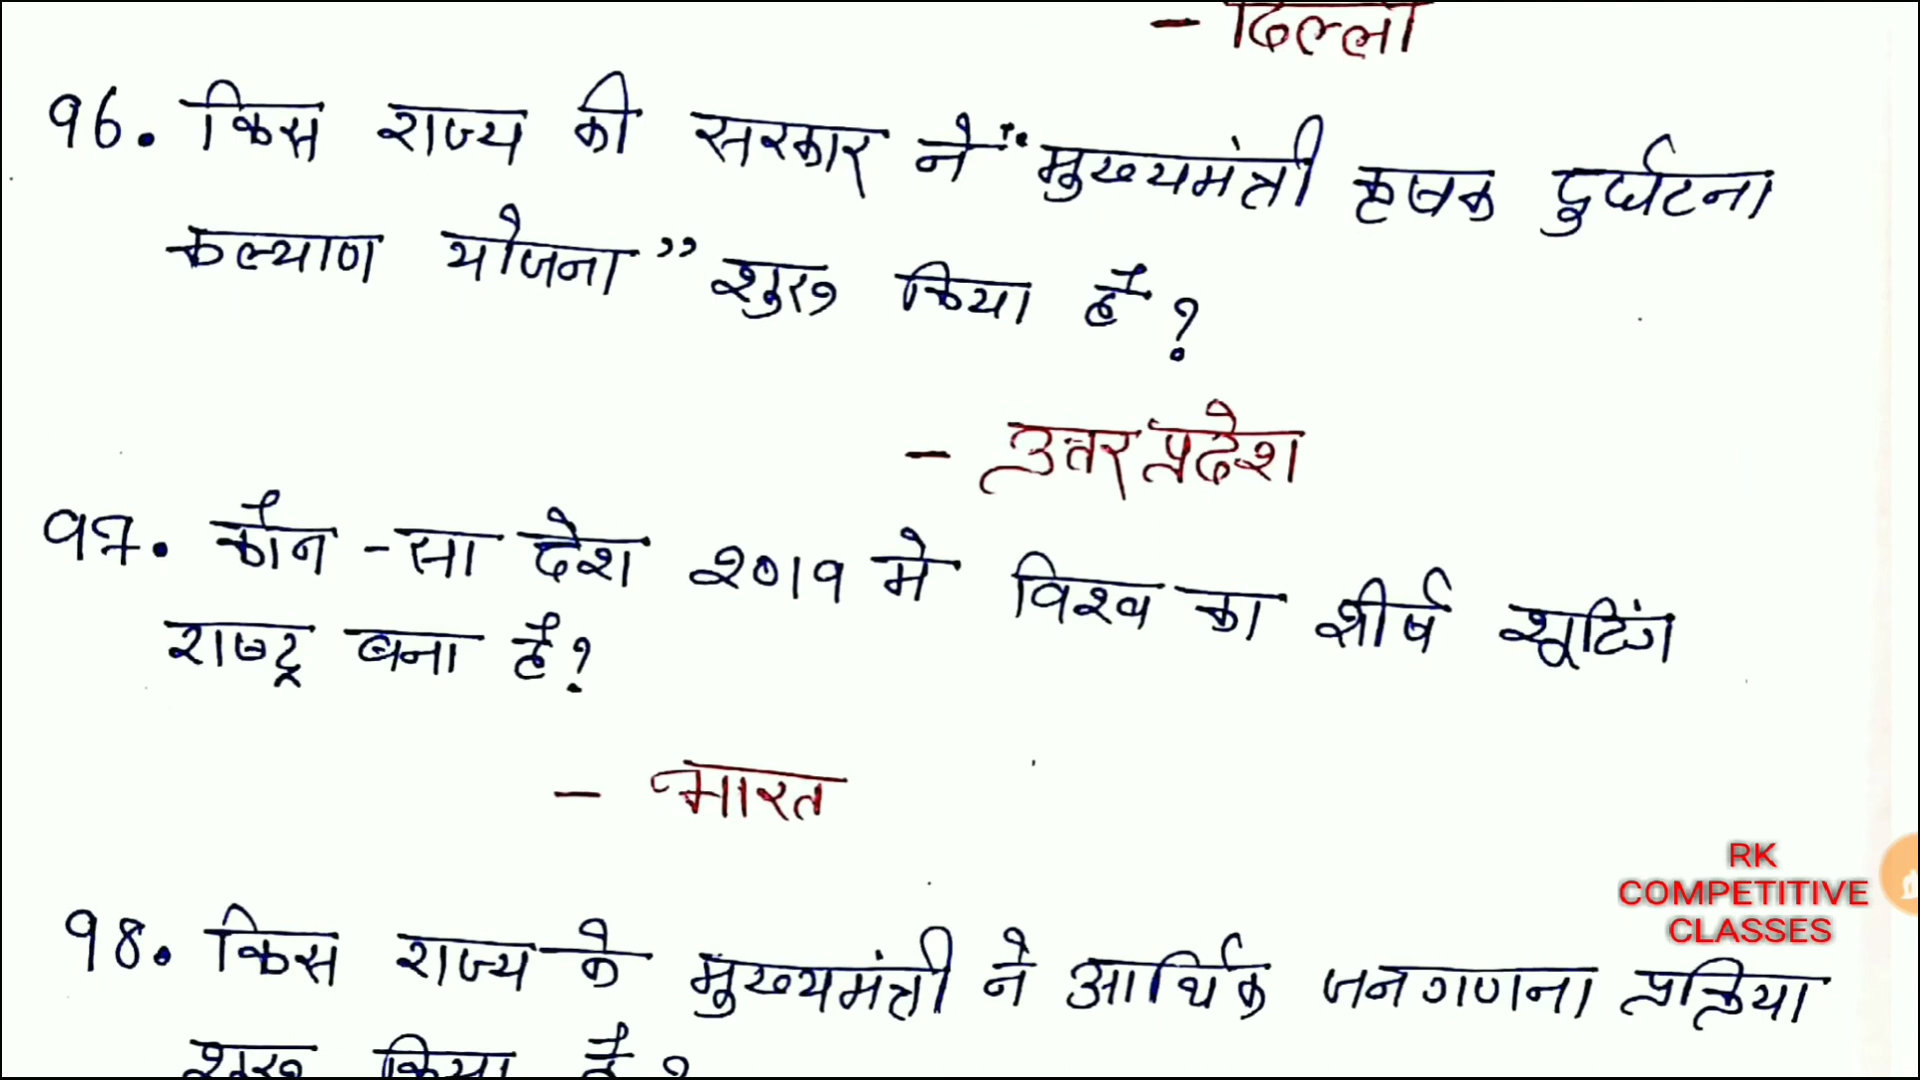 - दिल्ली
96. किस राज्य की सरकार ने "मुख्यमंत्री कृषक दुर्घटना
कल्याण योजना" शुरु किया है?
- उत्तर प्रदेश
97. कौन-सा देश 2019 मे विश्व का शीर्ष शूटिंग
राष्ट्र बना है?
- भारत
RK
COMPETITIVE
CLASSES
98. किस राज्य के मुख्यमंत्री ने आर्थिक जनगणना प्रक्रिया
शुरु किया है?